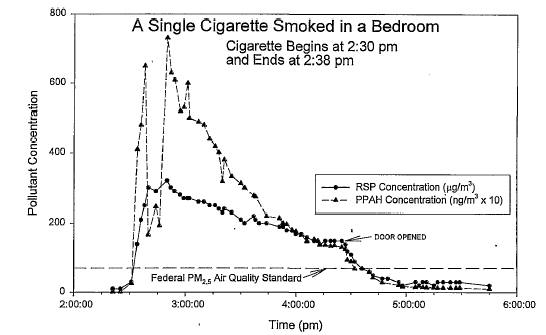 A Single Cigarette Smoked in a Bedroom
Cigarette Begins at 2:30 pm
and Ends at 2:38 pm
800
600
400
200
0
Pollutant Concentration
RSP Concentration (μg/m³)
PPAH Concentration (ng/m³ x 10)
DOOR OPENED
Federal PM2.5 Air Quality Standard
2:00:00 3:00:00 4:00:00 5:00:00 6:00:00
Time (pm)